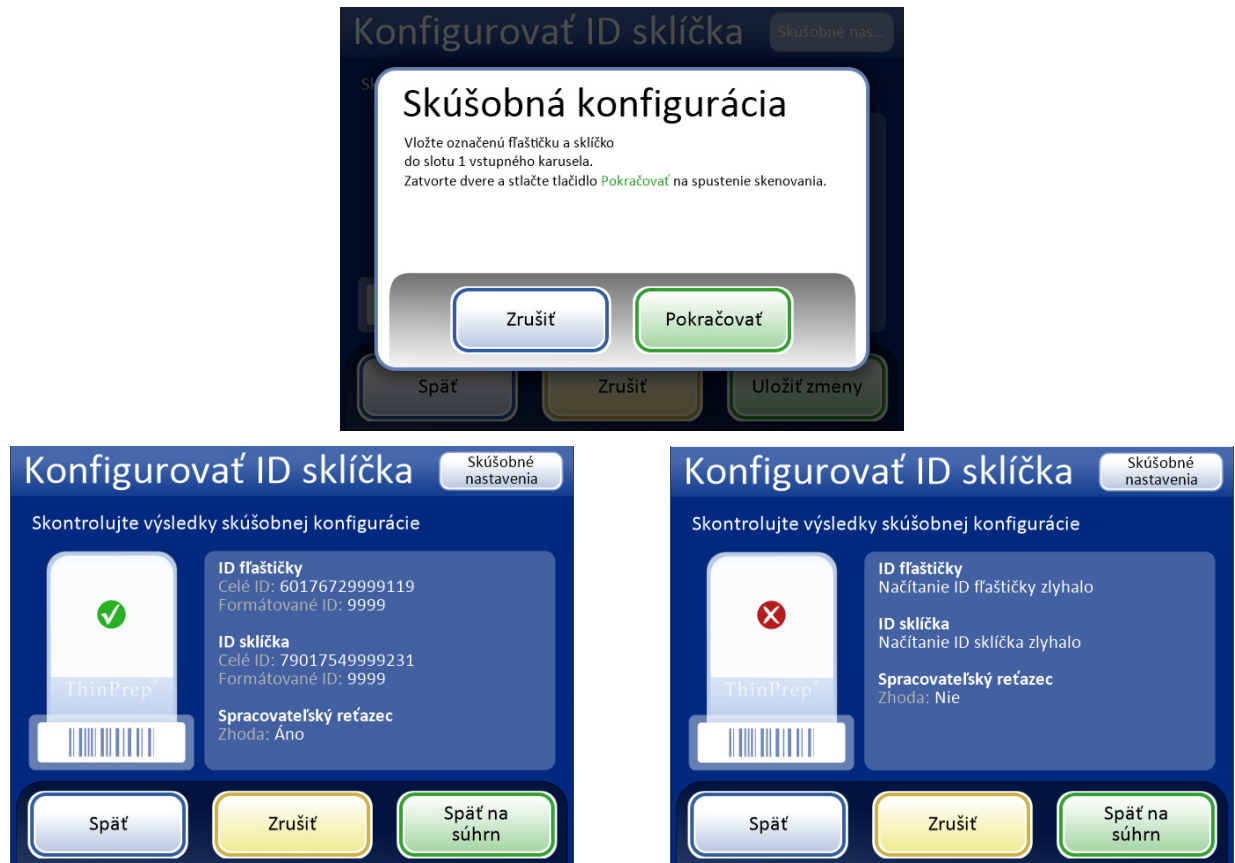 Konfigurovať ID sklíčka
Skúšobné nas...
Skúšobná konfigurácia
Vložte označenú fľaštičku a sklíčko
do slotu 1 vstupného karusela.
Zatvorte dvere a stlačte tlačidlo Pokračovať na spustenie skenovania.
Zrušiť
Pokračovať
Späť
Zrušiť
Uložiť zmeny
Konfigurovať ID sklíčka
Skúšobné
nastavenia
Skontrolujte výsledky skúšobnej konfigurácie
ID fľaštičky
Celé ID: 60176729999119
Formátované ID: 9999
ID sklíčka
Celé ID: 79017549999231
Formátované ID: 9999
Spracovateľský reťazec
Zhoda: Áno
ThinPrep®
Späť
Zrušiť
Späť na
súhrn
Konfigurovať ID sklíčka
Skúšobné
nastavenia
Skontrolujte výsledky skúšobnej konfigurácie
ID fľaštičky
Načítanie ID fľaštičky zlyhalo
ID sklíčka
Načítanie ID sklíčka zlyhalo
Spracovateľský reťazec
Zhoda: Nie
ThinPrep®
Späť
Zrušiť
Späť na
súhrn